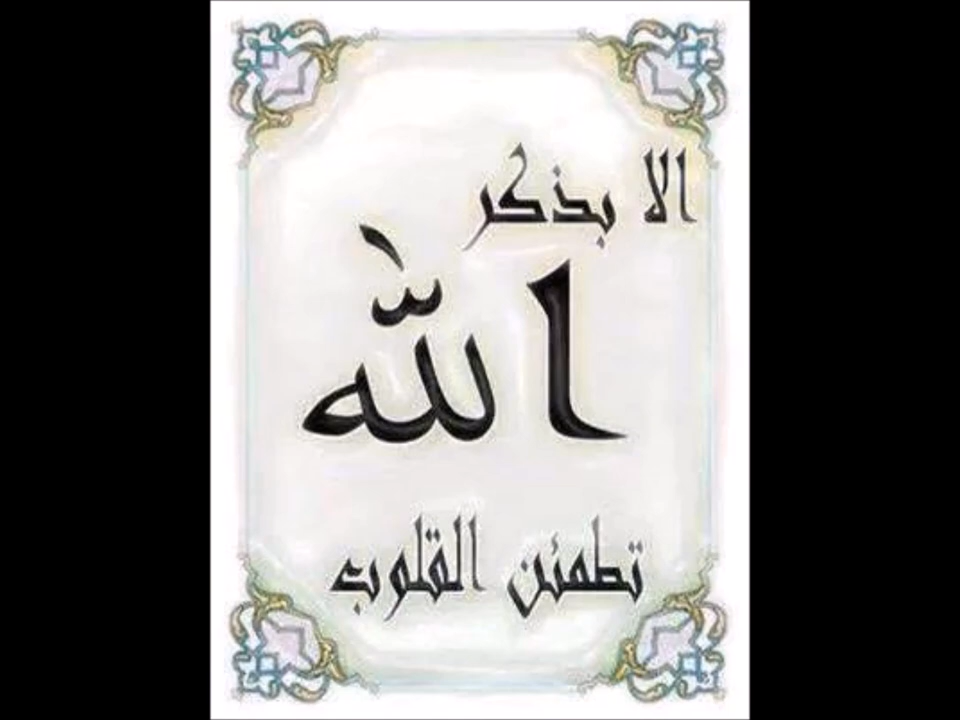 الا بذكر
الله
تطمئن القلوب